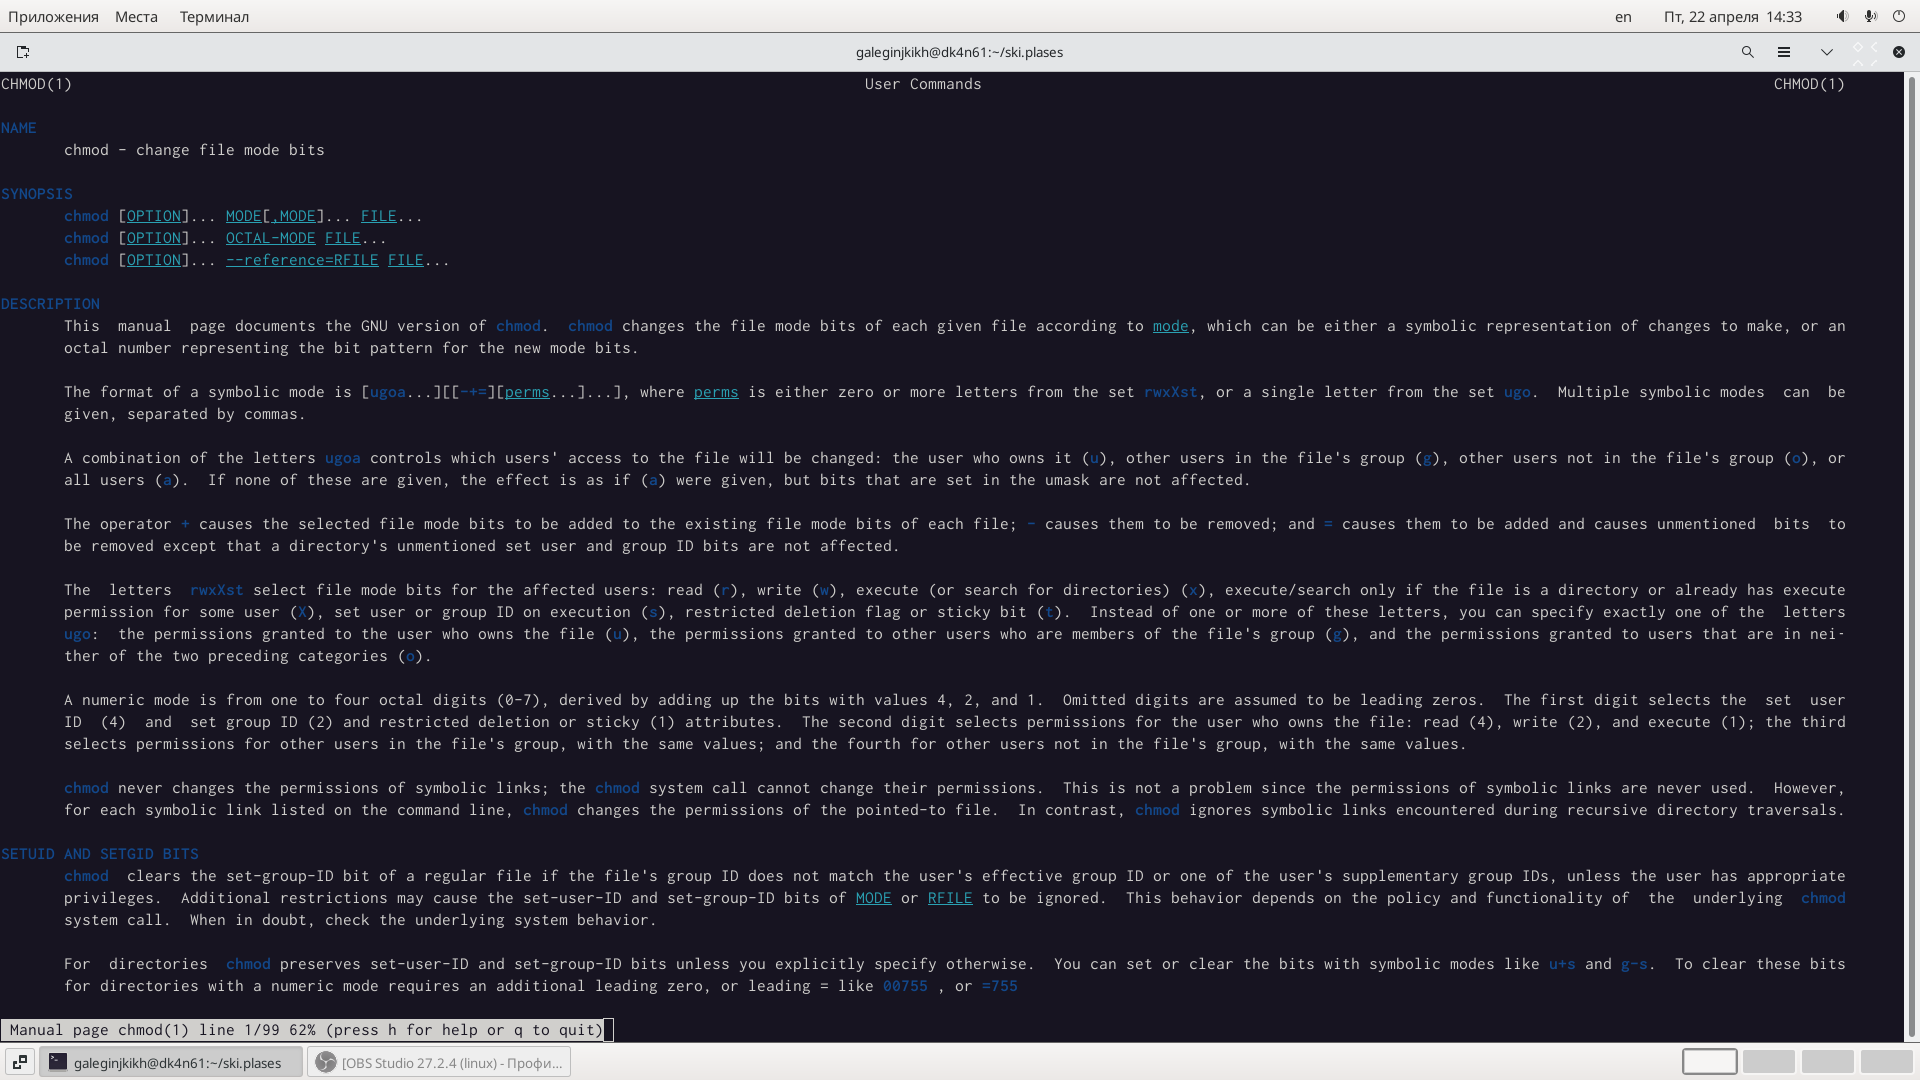 Приложения Места Терминал en Пт, 22 апреля 14:33
galeginjkikh@dk4n61:~/ski.plases
CHMOD(1) User Commands CHMOD(1)
NAME
chmod - change file mode bits
SYNOPSIS
chmod [OPTION]... MODE[,MODE]... FILE...
chmod [OPTION]... OCTAL-MODE FILE...
chmod [OPTION]... --reference=RFILE FILE...
DESCRIPTION
This manual page documents the GNU version of chmod. chmod changes the file mode bits of each given file according to mode, which can be either a symbolic representation of changes to make, or an
octal number representing the bit pattern for the new mode bits.
The format of a symbolic mode is [ugoa...][[-+=][perms...]...], where perms is either zero or more letters from the set rwxXst, or a single letter from the set ugo. Multiple symbolic modes can be
given, separated by commas.
A combination of the letters ugoa controls which users' access to the file will be changed: the user who owns it (u), other users in the file's group (g), other users not in the file's group (o), or
all users (a). If none of these are given, the effect is as if (a) were given, but bits that are set in the umask are not affected.
The operator + causes the selected file mode bits to be added to the existing file mode bits of each file; - causes them to be removed; and = causes them to be added and causes unmentioned bits to
be removed except that a directory's unmentioned set user and group ID bits are not affected.
The letters rwxXst select file mode bits for the affected users: read (r), write (w), execute (or search for directories) (x), execute/search only if the file is a directory or already has execute
permission for some user (X), set user or group ID on execution (s), restricted deletion flag or sticky bit (t). Instead of one or more of these letters, you can specify exactly one of the letters
ugo: the permissions granted to the user who owns the file (u), the permissions granted to other users who are members of the file's group (g), and the permissions granted to users that are in nei-
ther of the two preceding categories (o).
A numeric mode is from one to four octal digits (0-7), derived by adding up the bits with values 4, 2, and 1. Omitted digits are assumed to be leading zeros. The first digit selects the set user
ID (4) and set group ID (2) and restricted deletion or sticky (1) attributes. The second digit selects permissions for the user who owns the file: read (4), write (2), and execute (1); the third
selects permissions for other users in the file's group, with the same values; and the fourth for other users not in the file's group, with the same values.
chmod never changes the permissions of symbolic links; the chmod system call cannot change their permissions. This is not a problem since the permissions of symbolic links are never used. However,
for each symbolic link listed on the command line, chmod changes the permissions of the pointed-to file. In contrast, chmod ignores symbolic links encountered during recursive directory traversals.
SETUID AND SETGID BITS
chmod clears the set-group-ID bit of a regular file if the file's group ID does not match the user's effective group ID or one of the user's supplementary group IDs, unless the user has appropriate
privileges. Additional restrictions may cause the set-user-ID and set-group-ID bits of MODE or RFILE to be ignored. This behavior depends on the policy and functionality of the underlying chmod
system call. When in doubt, check the underlying system behavior.
For directories chmod preserves set-user-ID and set-group-ID bits unless you explicitly specify otherwise. You can set or clear the bits with symbolic modes like u+s and g-s. To clear these bits
for directories with a numeric mode requires an additional leading zero, or leading = like 00755 , or =755
Manual page chmod(1) line 1/99 62% (press h for help or q to quit)
galeginjkikh@dk4n61:~/ski.plases [OBS Studio 27.2.4 (linux) - Профи...